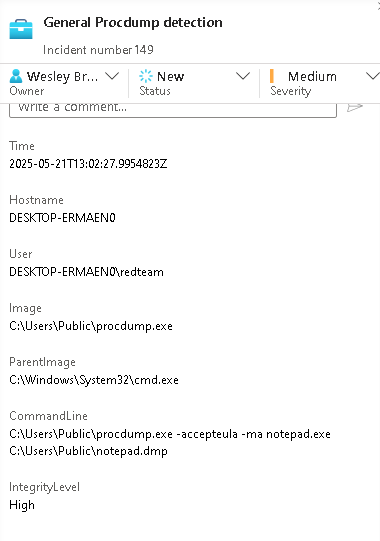 General Procdump detection
Incident number 149
Wesley Br...
Owner
New
Status
Medium
Severity
Write a comment...
Time
2025-05-21T13:02:27.9954823Z
Hostname
DESKTOP-ERMAEN0
User
DESKTOP-ERMAEN0\redteam
Image
C:\Users\Public\procdump.exe
ParentImage
C:\Windows\System32\cmd.exe
CommandLine
C:\Users\Public\procdump.exe -accepteula -ma notepad.exe
C:\Users\Public\notepad.dmp
IntegrityLevel
High